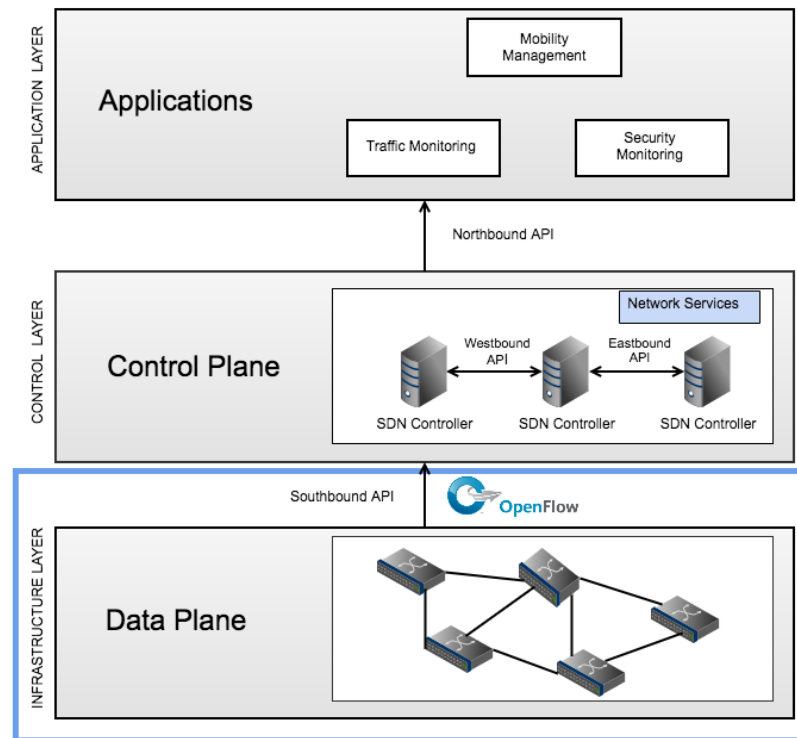 APPLICATION LAYER
Applications
Mobility
Management
Traffic Monitoring
Security
Monitoring
Northbound API
CONTROL LAYER
Control Plane
Network Services
Westbound
API
Eastbound
API
SDN Controller
SDN Controller
SDN Controller
Southbound API
OpenFlow
INFRASTRUCTURE LAYER
Data Plane